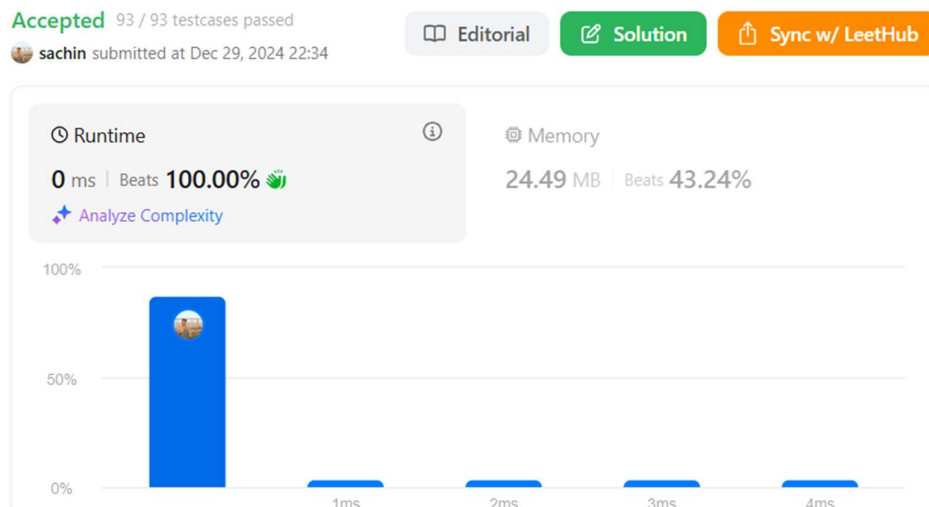 Accepted 93 / 93 testcases passed
sachin submitted at Dec 29, 2024 22:34
Editorial
Solution
Sync w/ LeetHub
Runtime
0 ms Beats 100.00%
Analyze Complexity
Memory
24.49 MB Beats 43.24%
100%
50%
0%
1ms 2ms 3ms 4ms